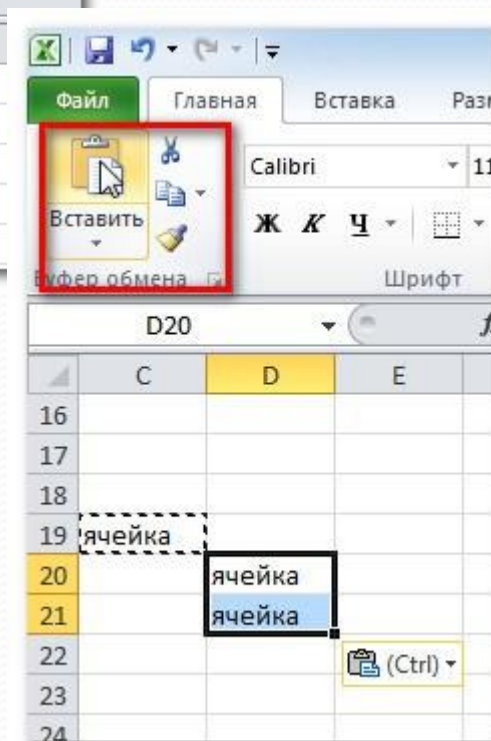 Файл Главная Вставка
Вставить
Calibri 11
Ж К Ч
Буфер обмена Шрифт
D20
C D E
16
17
18
19 ячейка
20 ячейка
21 ячейка
22 (Ctrl)
23
24